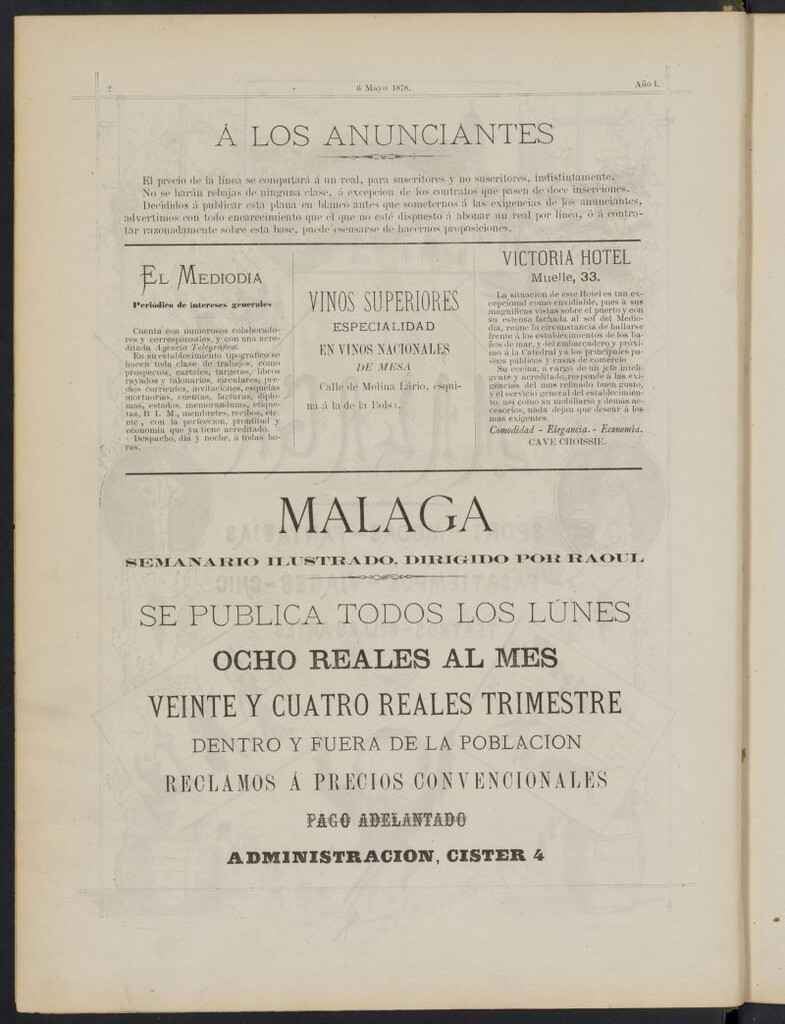 2
6 Mayo 1878.
Año I.
Á LOS ANUNCIANTES
El precio de la línea se computará á un real, para suscritores y no suscritores, indistintamente.
No se harán rebajas de ninguna clase, á excepcion de los contratos que pasen de doce inserciones.
Decididos á publicar esta plana en blanco antes que someternos á las exigencias de los anunciantes,
advertimos con todo encarecimiento que el que no esté dispuesto á abonar un real por línea, ó á contra-
tar razonadamente sobre esta base, puede escusarse de hacernos proposiciones.
EL MEDIODIA
Periódico de intereses generales
Cuenta con numerosos colaborado-
res y corresponsales, y con una acre-
ditada Agencia Telegráfica.
En su establecimiento tipográfico se
hacen toda clase de trabajos, como
prospectos, carteles, targetas, libros
rayados y talonarios, circulares, pre-
cios corrientes, invitaciones, esquelas
mortuorias, cuentas, facturas, diplo-
mas, estados, memorandums, etique-
tas, B L M, membretes, recibos, etc.
etc, con la perfeccion, prontitud y
economia que ya tiene acreditado.
Despacho, dia y noche, á todas ho-
ras.
VINOS SUPERIORES
ESPECIALIDAD
EN VINOS NACIONALES
DE MESA
Calle de Molina Lário, esqui-
na á la de la Bolsa.
VICTORIA HOTEL
Muelle, 33.
La situacion de este Hotel es tan ex-
cepcional como envidiable, pues á sus
magníficas vistas sobre el puerto y con
su estensa fachada al sol del Medio-
dia, reune la circunstancia de hallarse
frente á los establecimientos de los ba-
ños de mar, y del embarcadero y próxi-
mo á la Catedral y á los principales pa-
seos públicos y casas de comercio.
Su cocina, á cargo de un jefe inteli-
gente y acreditado, responde á las exi-
gencias del mas refinado buen gusto,
y el servicio general del establecimien-
to, así como su mobiliario y demas ac-
cesorios, nada dejan que desear á los
mas exigentes.
Comodidad - Elegancia. - Economía.
CAVE CHOISSIE.
MALAGA
SEMANARIO ILUSTRADO, DIRIGIDO POR RAOUL
SE PUBLICA TODOS LOS LÚNES
OCHO REALES AL MES
VEINTE Y CUATRO REALES TRIMESTRE
DENTRO Y FUERA DE LA POBLACION
RECLAMOS Á PRECIOS CONVENCIONALES
PAGO ADELANTADO
ADMINISTRACION, CISTER 4